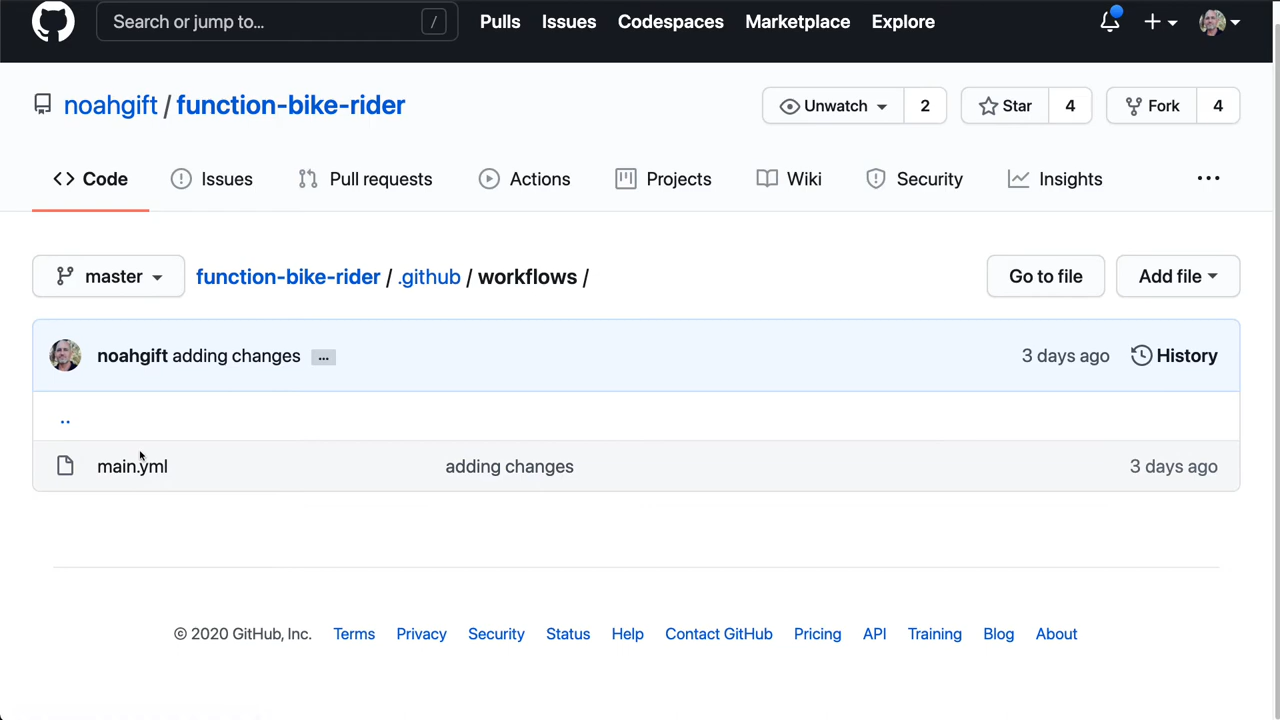 Search or jump to... /
Pulls Issues Codespaces Marketplace Explore
noahgift / function-bike-rider
Unwatch 2 Star 4 Fork 4
Code Issues Pull requests Actions Projects Wiki Security Insights ...
master function-bike-rider / .github / workflows / Go to file Add file
noahgift adding changes ... 3 days ago History
..
main.yml adding changes 3 days ago
© 2020 GitHub, Inc. Terms Privacy Security Status Help Contact GitHub Pricing API Training Blog About